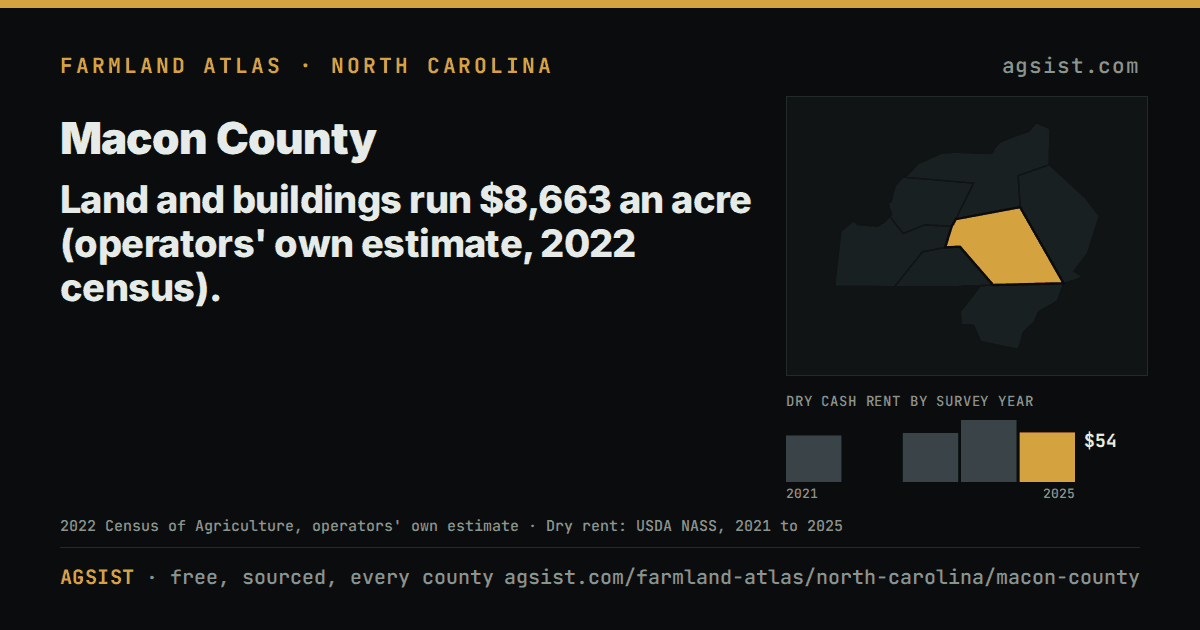 FARMLAND ATLAS · NORTH CAROLINA
agsist.com
Macon County
Land and buildings run $8,663 an acre
(operators' own estimate, 2022
census).
DRY CASH RENT BY SURVEY YEAR
$54
2021
2025
2022 Census of Agriculture, operators' own estimate · Dry rent: USDA NASS, 2021 to 2025
AGSIST · free, sourced, every county
agsist.com/farmland-atlas/north-carolina/macon-county